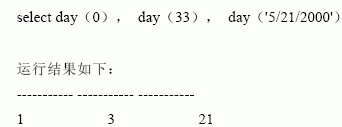 select day（0）， day（33）， day（'5/21/2000'）
运行结果如下：
----------- ----------- -----------
1 3 21